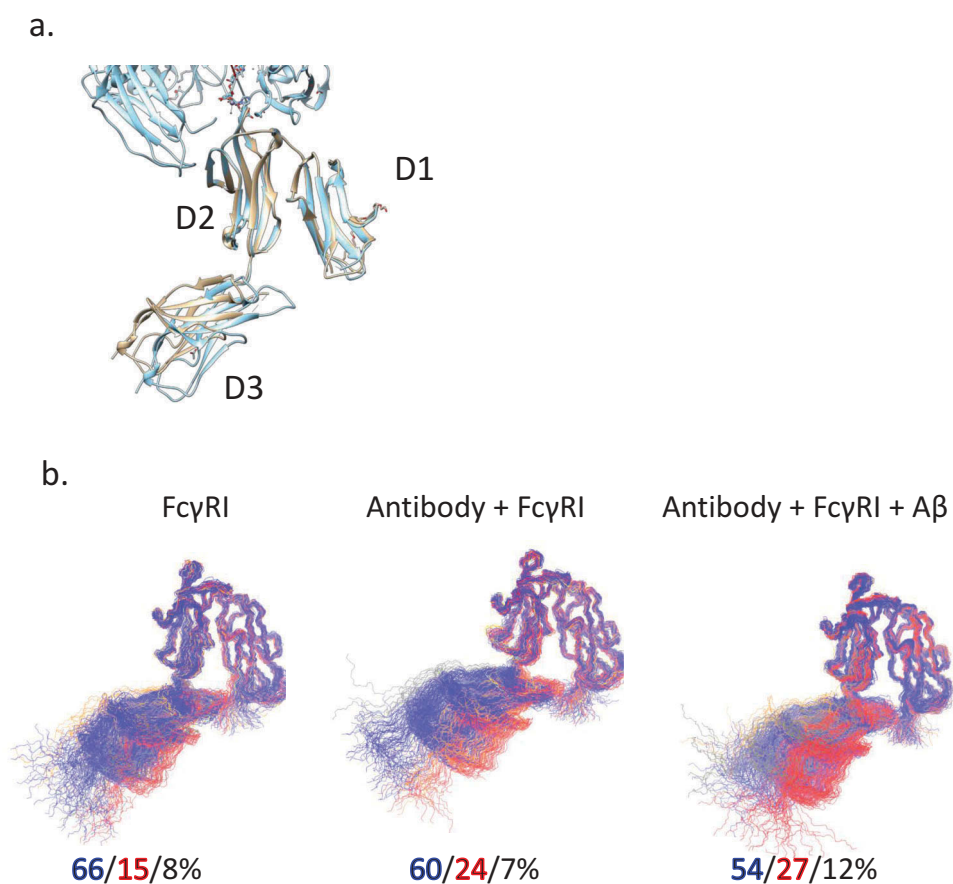 a.
D1
D2
D3
b.
FcγRI Antibody + FcγRI Antibody + FcγRI + Aβ
66/15/8% 60/24/7% 54/27/12%